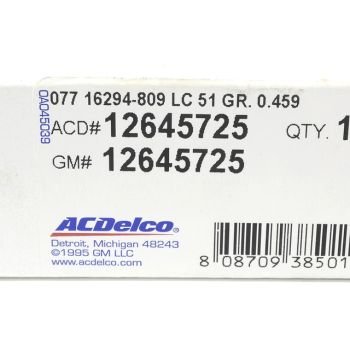 077 16294-809 LC 51 GR. 0.459
ACD# 12645725 QTY. 1
GM# 12645725
OAD45039
ACDelco
Detroit, Michigan 48243
©1995 GM LLC
www.acdelco.com
8 08709 38501